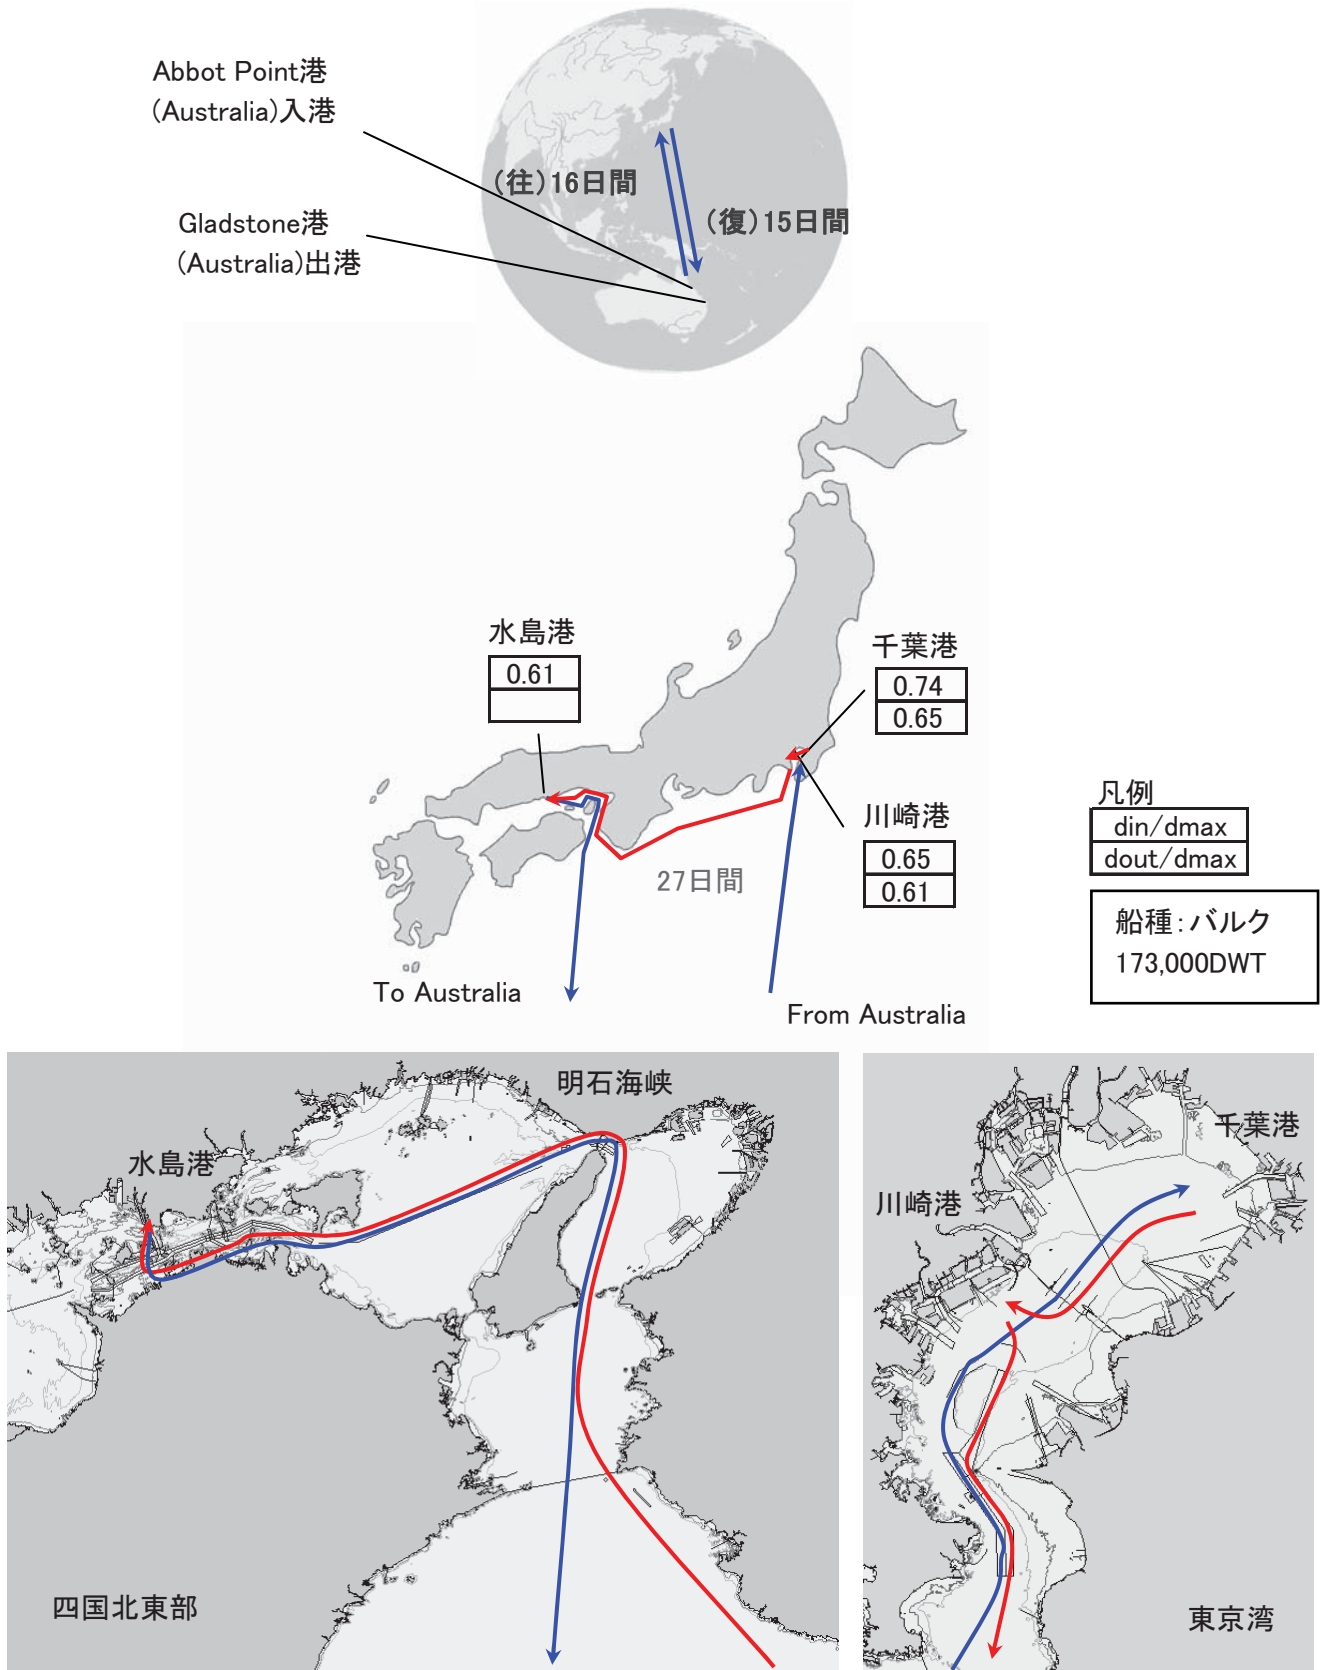 Abbot Point港
(Australia)入港
(往)16日間
Gladstone港
(Australia)出港
(復)15日間
水島港
0.61
千葉港
0.74
0.65
川崎港
0.65
0.61
27日間
凡例
din/dmax
dout/dmax
船種:バルク
173,000DWT
To Australia
From Australia
明石海峡
水島港
四国北東部
千葉港
川崎港
東京湾